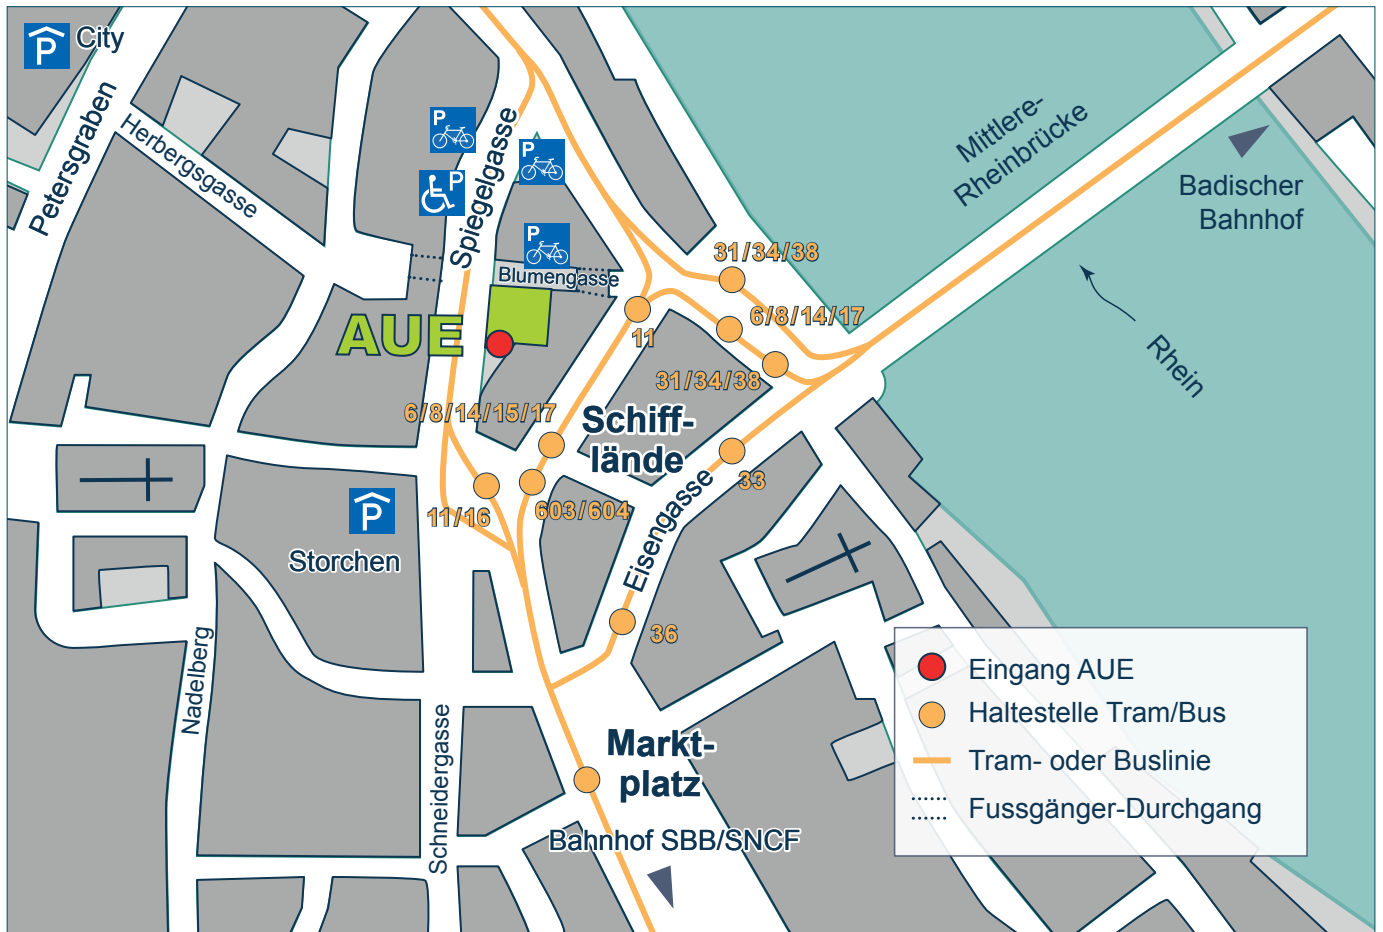 P
City
Petersgraben
Herbergsgasse
P
P
P
Spiegelgasse
P
Blumengasse
AUE
Mittlere-
Rheinbrücke
Badischer
Bahnhof
Rhein
31/34/38
6/8/14/17
11
31/34/38
6/8/14/15/17
Schiff-
lände
33
11/16
603/604
P
Storchen
Eisengasse
36
Nadelberg
Schneidergasse
Markt-
platz
Bahnhof SBB/SNCF
Eingang AUE
Haltestelle Tram/Bus
Tram- oder Buslinie
Fussgänger-Durchgang